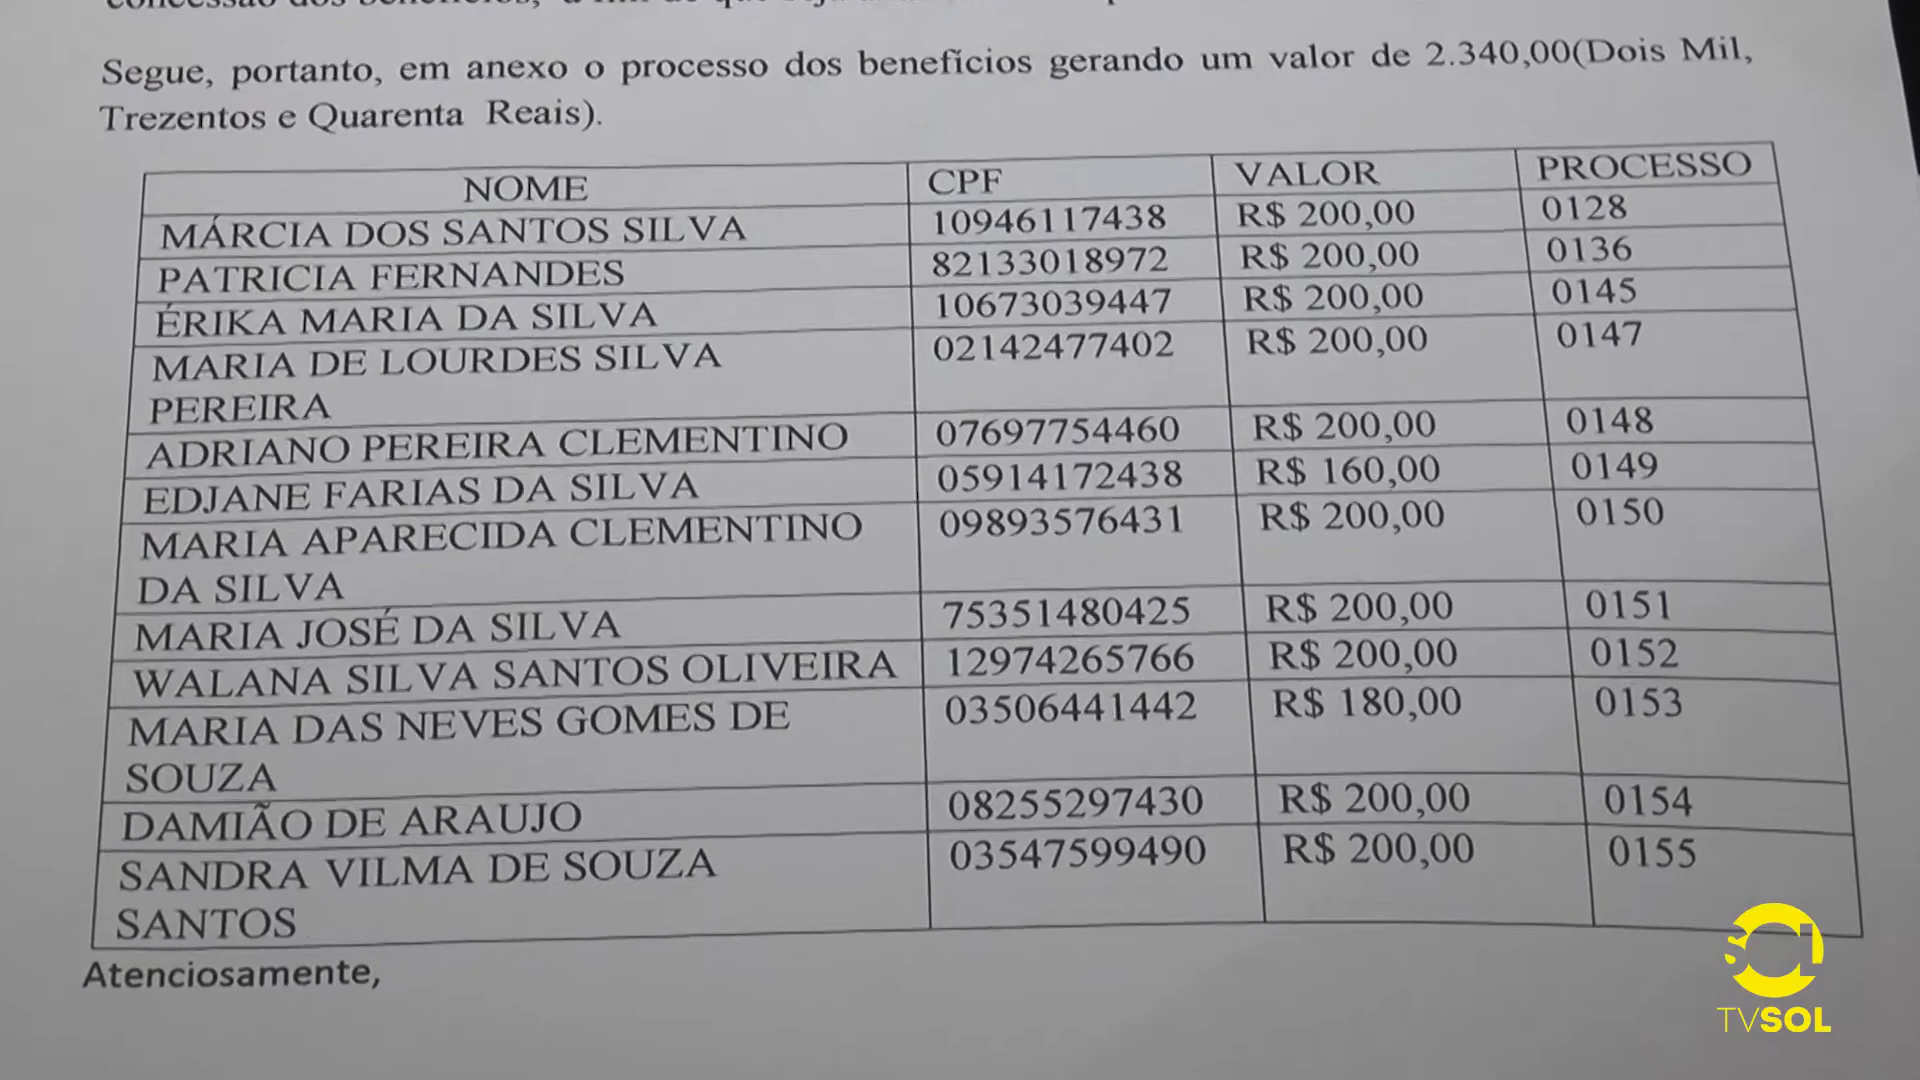 Segue, portanto, em anexo o processo dos benefícios gerando um valor de 2.340,00(Dois Mil,
Trezentos e Quarenta Reais).
NOME CPF VALOR PROCESSO
MÁRCIA DOS SANTOS SILVA 10946117438 R$ 200,00 0128
PATRICIA FERNANDES 82133018972 R$ 200,00 0136
ÉRIKA MARIA DA SILVA 10673039447 R$ 200,00 0145
MARIA DE LOURDES SILVA 02142477402 R$ 200,00 0147
PEREIRA
ADRIANO PEREIRA CLEMENTINO 07697754460 R$ 200,00 0148
EDJANE FARIAS DA SILVA 05914172438 R$ 160,00 0149
MARIA APARECIDA CLEMENTINO 09893576431 R$ 200,00 0150
DA SILVA
MARIA JOSÉ DA SILVA 75351480425 R$ 200,00 0151
WALANA SILVA SANTOS OLIVEIRA 12974265766 R$ 200,00 0152
MARIA DAS NEVES GOMES DE 03506441442 R$ 180,00 0153
SOUZA
DAMIÃO DE ARAUJO 08255297430 R$ 200,00 0154
SANDRA VILMA DE SOUZA 03547599490 R$ 200,00 0155
SANTOS
Atenciosamente,
TVSOL